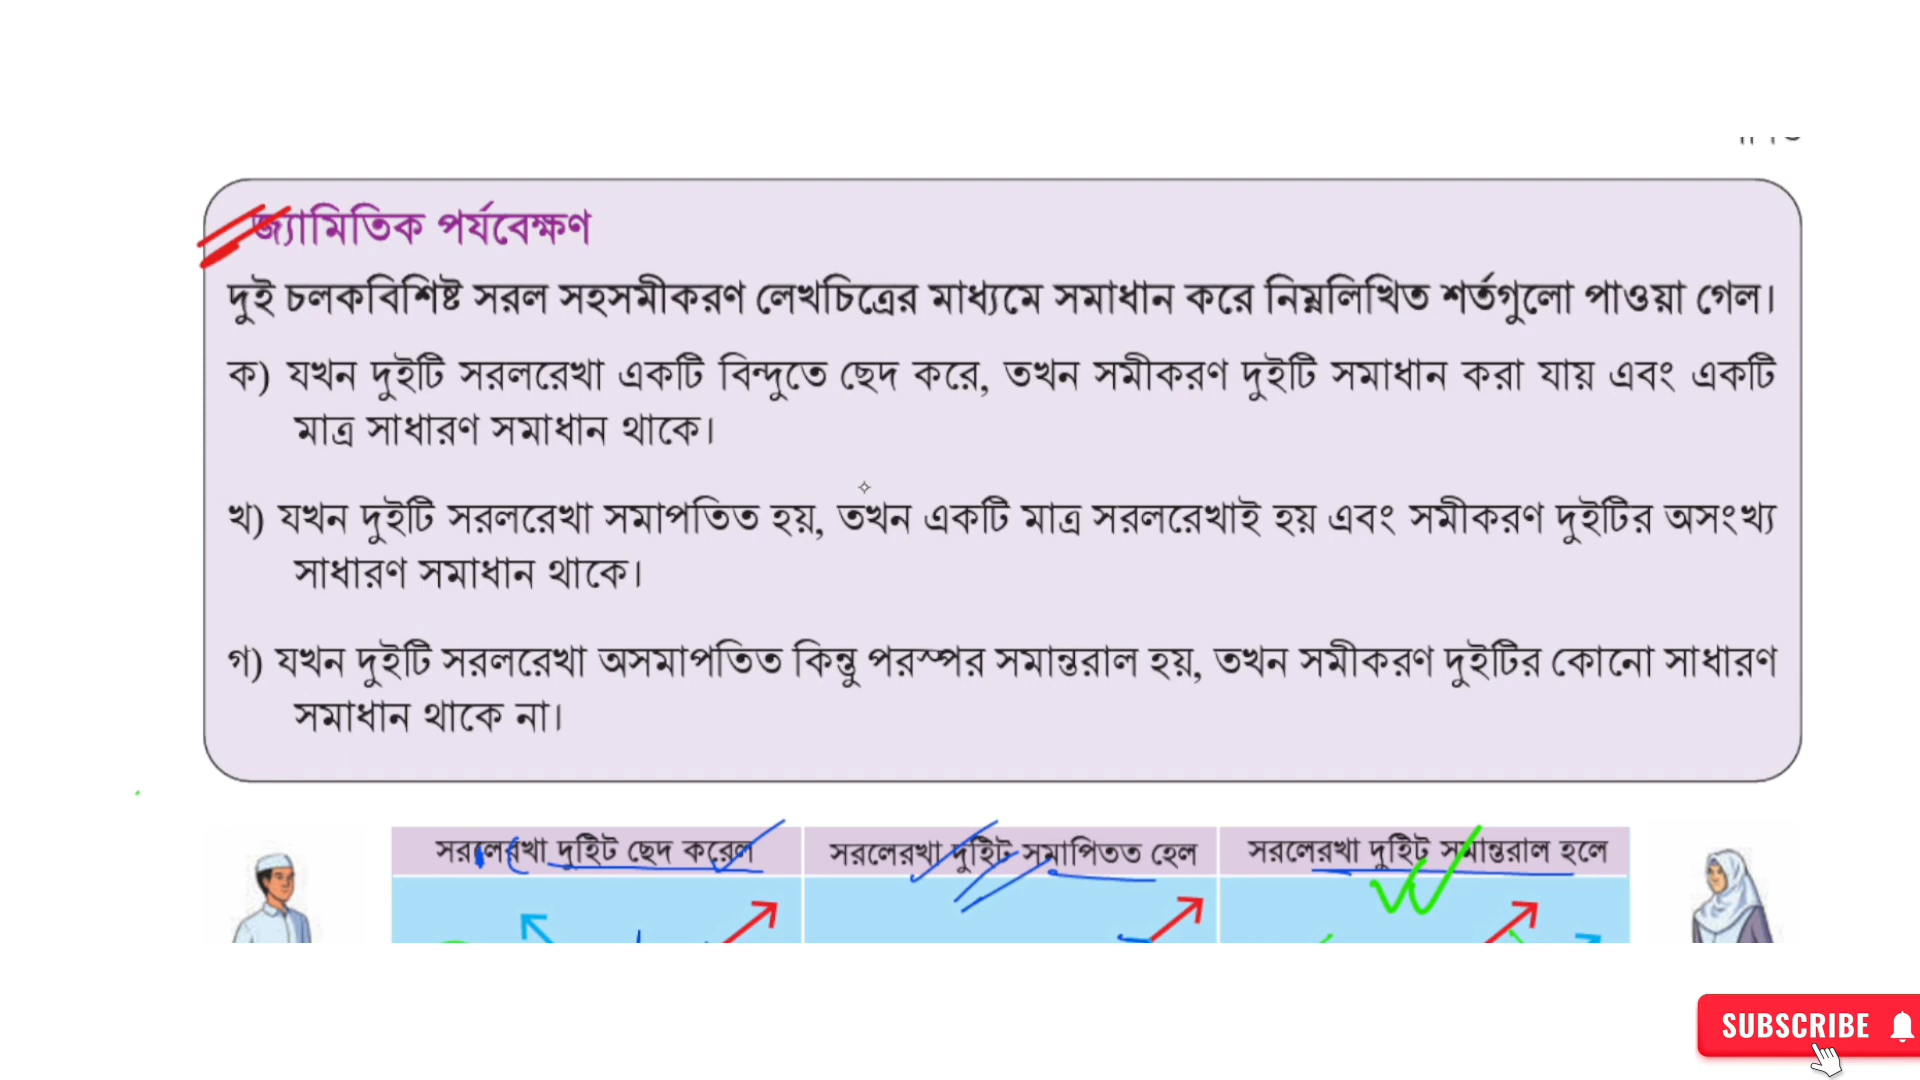 জ্যামিতিক পর্যবেক্ষণ
দুই চলকবিশিষ্ট সরল সহসমীকরণ লেখচিত্রের মাধ্যমে সমাধান করে নিম্নলিখিত শর্তগুলো পাওয়া গেল।
ক) যখন দুইটি সরলরেখা একটি বিন্দুতে ছেদ করে, তখন সমীকরণ দুইটি সমাধান করা যায় এবং একটি
মাত্র সাধারণ সমাধান থাকে।
খ) যখন দুইটি সরলরেখা সমাপতিত হয়, তখন একটি মাত্র সরলরেখাই হয় এবং সমীকরণ দুইটির অসংখ্য
সাধারণ সমাধান থাকে।
গ) যখন দুইটি সরলরেখা অসমাপতিত কিন্তু পরস্পর সমান্তরাল হয়, তখন সমীকরণ দুইটির কোনো সাধারণ
সমাধান থাকে না।
সরলেরখা দুইিট ছেদ করেল
সরলেরখা দুইিট সমাপিতত হেল
সরলেরখা দুইিট সমান্তরাল হলে
SUBSCRIBE